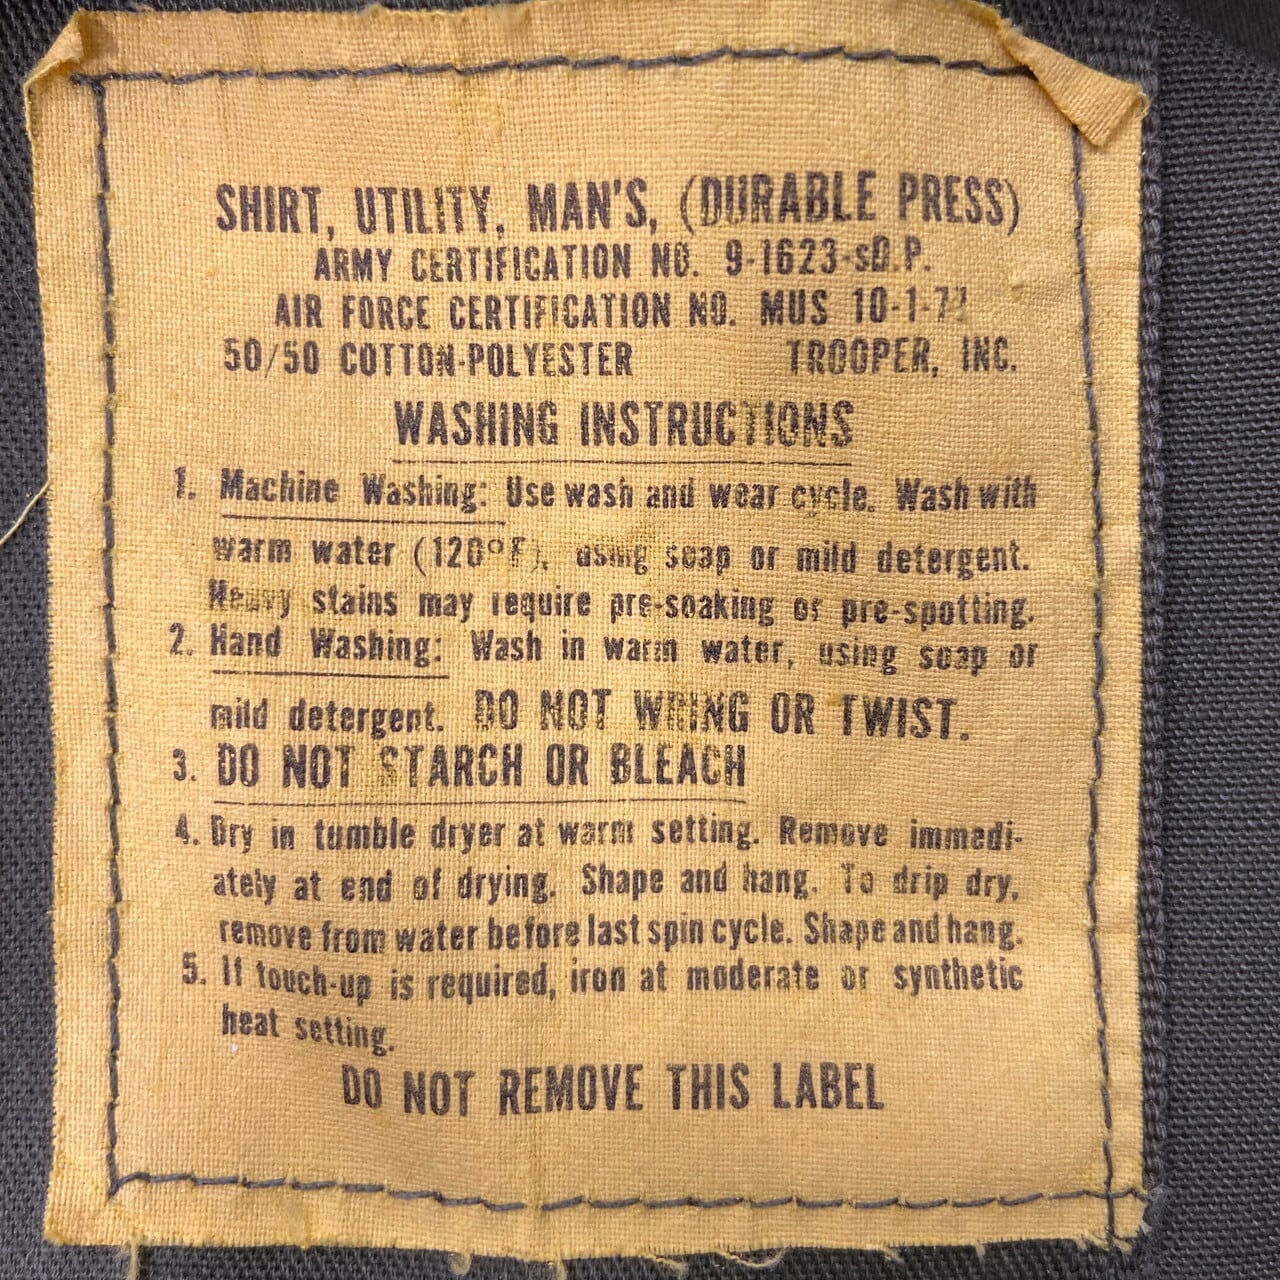 SHIRT, UTILITY, MAN'S, (DURABLE PRESS)
ARMY CERTIFICATION NO. 9-1623-sD.P.
AIR FORCE CERTIFICATION NO. MUS
50/50 COTTON-POLYESTER TROOPER, INC.
WASHING INSTRUCTIONS
1. Machine Washing: Use wash and wear cycle. Wash with
warm water (120°F), using soap or mild detergent.
Heavy stains may require pre-soaking or pre-spotting.
2. Hand Washing: Wash in warm water, using soap or
mild detergent. DO NOT WRING OR TWIST.
3. DO NOT STARCH OR BLEACH
4. Dry in tumble dryer at warm setting. Remove immedi-
ately at end of drying. Shape and hang. To drip dry,
remove from water before last spin cycle. Shape and hang.
5. If touch-up is required, iron at moderate or synthetic
heat setting.
DO NOT REMOVE THIS LABEL